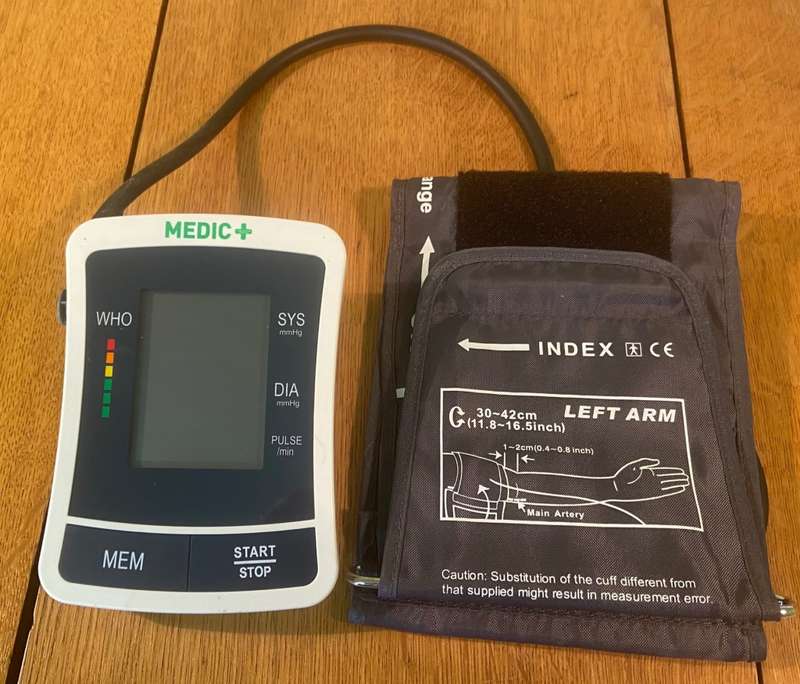 MEDIC+
WHO
SYS
mmHg
DIA
mmHg
PULSE
/min
MEM
START
STOP
ange
INDEX CE
30~42cm
(11.8~16.5inch)
LEFT ARM
1~2cm(0.4~0.8inch)
Main Artery
Caution: Substitution of the cuff different from
that supplied might result in measurement error.